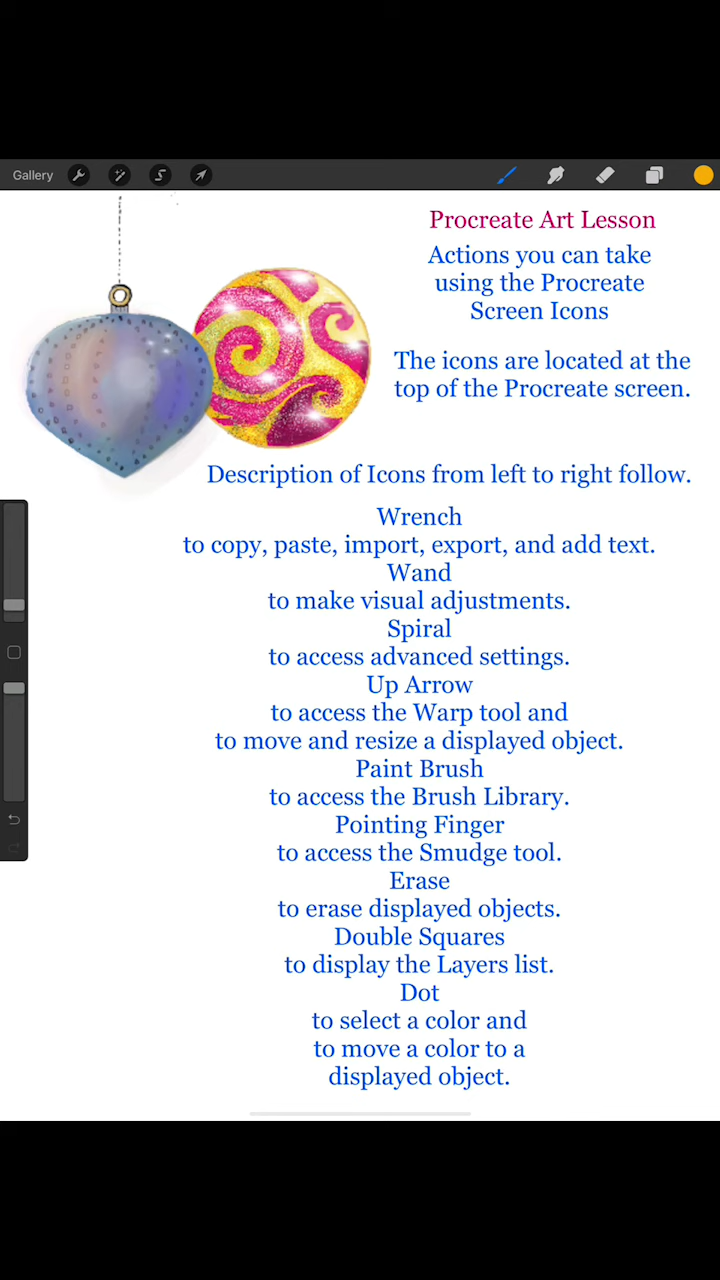 Gallery
Procreate Art Lesson
Actions you can take
using the Procreate
Screen Icons
The icons are located at the
top of the Procreate screen.
Description of Icons from left to right follow.
Wrench
to copy, paste, import, export, and add text.
Wand
to make visual adjustments.
Spiral
to access advanced settings.
Up Arrow
to access the Warp tool and
to move and resize a displayed object.
Paint Brush
to access the Brush Library.
Pointing Finger
to access the Smudge tool.
Erase
to erase displayed objects.
Double Squares
to display the Layers list.
Dot
to select a color and
to move a color to a
displayed object.